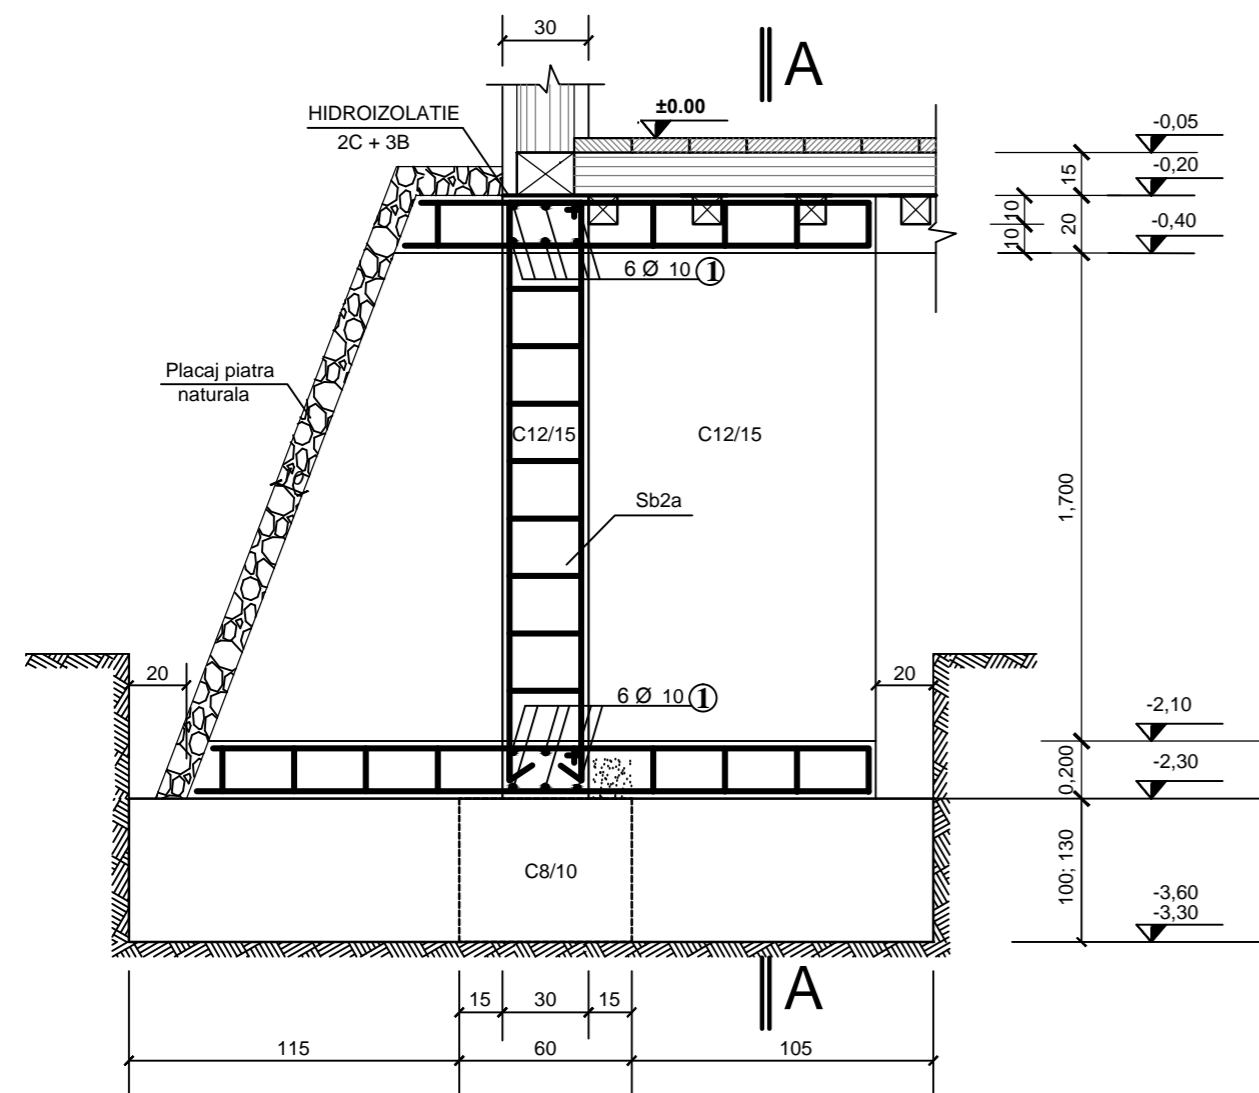 30
A
±0.00
HIDROIZOLATIE
2C + 3B
-0,05
-0,20
-0,40
15
20
10
10
6 Ø 10 1
Placaj piatra
naturala
C12/15
C12/15
1,700
Sb2a
20
6 Ø 10 1
20
-2,10
-2,30
0,200
C8/10
100; 130
-3,60
-3,30
15
30
15
A
115
60
105